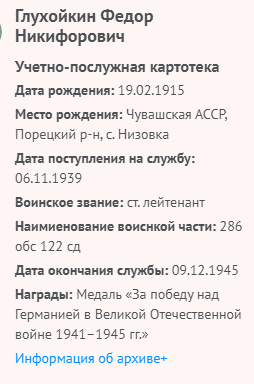 Глухойкин Федор
Никифорович
Учетно-послужная картотека
Дата рождения: 19.02.1915
Место рождения: Чувашская АССР,
Порецкий р-н, с. Низовка
Дата поступления на службу:
06.11.1939
Воинское звание: ст. лейтенант
Наимиенование воиснкой части: 286
обс 122 сд
Дата окончания службы: 09.12.1945
Награды: Медаль «За победу над
Германией в Великой Отечественной
войне 1941–1945 гг.»
Информация об архиве+